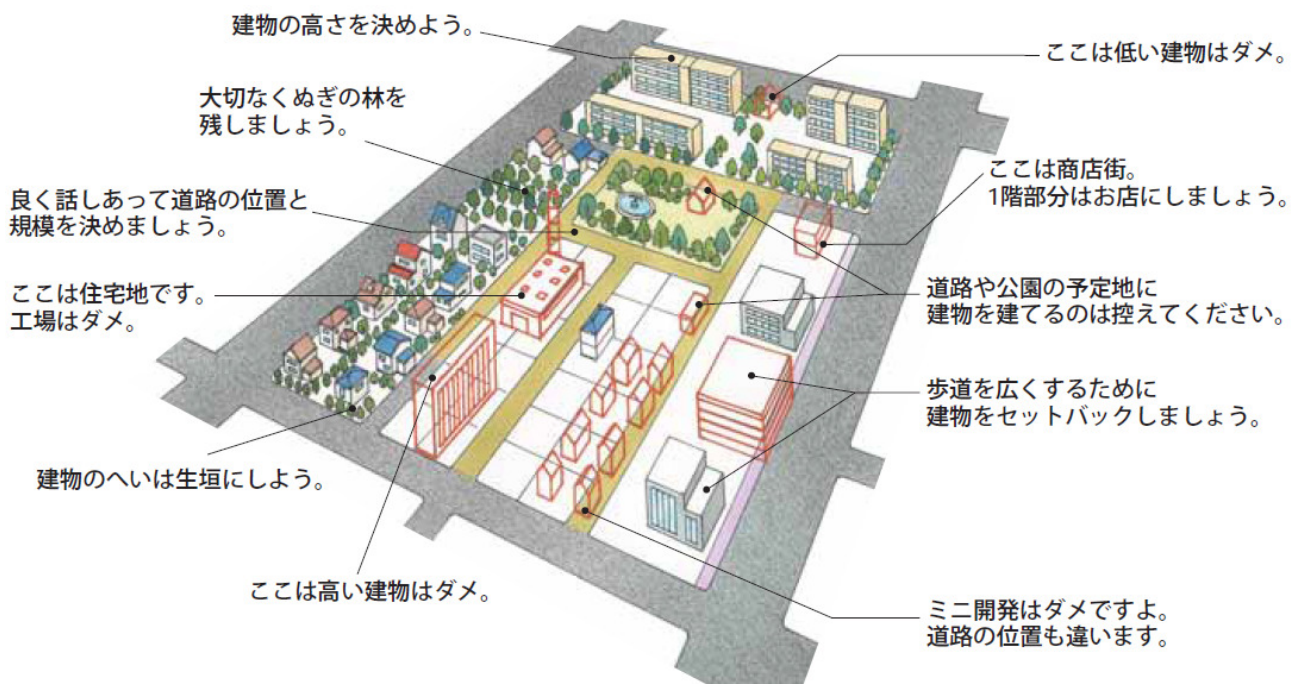 建物の高さを決めよう。
ここは低い建物はダメ。
大切なくぬぎの林を
残しましょう。
ここは商店街。
1階部分はお店にしましょう。
良く話しあって道路の位置と
規模を決めましょう。
ここは住宅地です。
工場はダメ。
道路や公園の予定地に
建物を建てるのは控えてください。
歩道を広くするために
建物をセットバックしましょう。
建物のへいは生垣にしよう。
ここは高い建物はダメ。
ミニ開発はダメですよ。
道路の位置も違います。